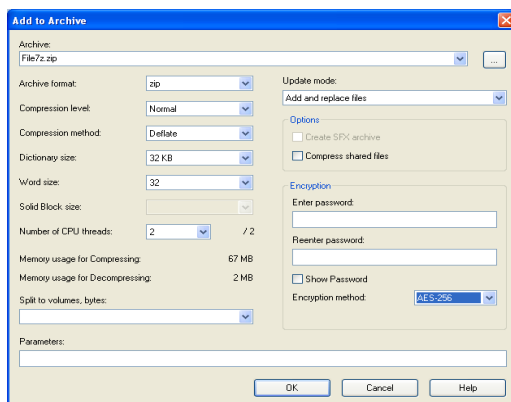 Add to Archive
Archive:
File7z.zip
...
Archive format:
zip
Compression level:
Normal
Compression method:
Deflate
Dictionary size:
32 KB
Word size:
32
Solid Block size:
Number of CPU threads:
2
/ 2
Memory usage for Compressing:
67 MB
Memory usage for Decompressing:
2 MB
Split to volumes, bytes:
Update mode:
Add and replace files
Options
Create SFX archive
Compress shared files
Encryption
Enter password:
Reenter password:
Show Password
Encryption method:
AES-256
Parameters:
OK
Cancel
Help